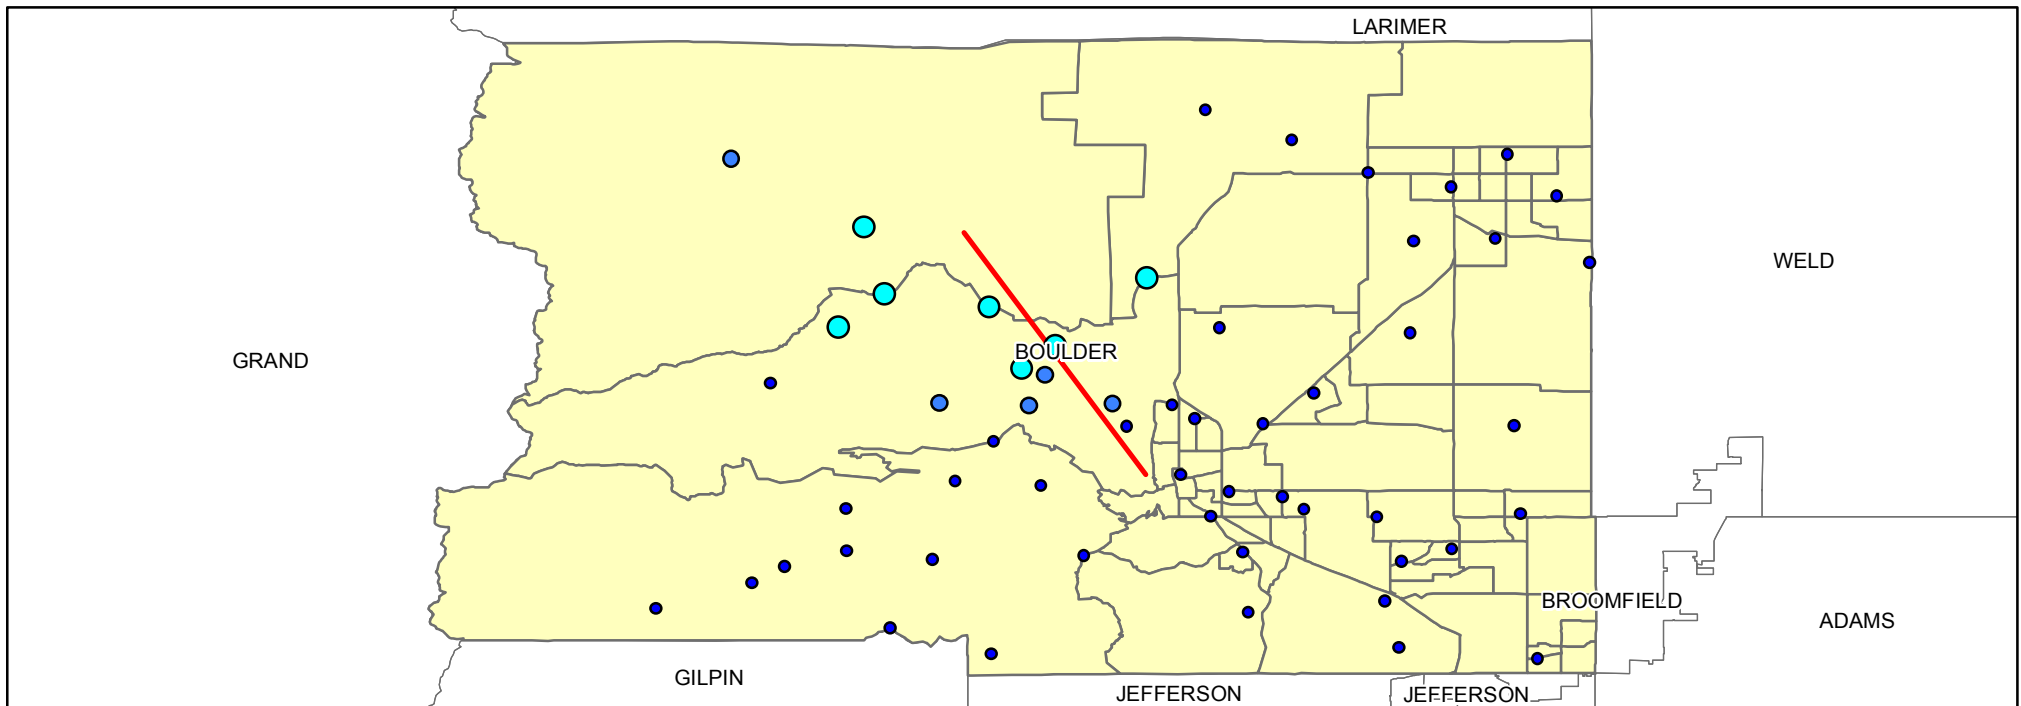 LARIMER
WELD
GRAND
BOULDER
BROOMFIELD
ADAMS
GILPIN
JEFFERSON
JEFFERSON